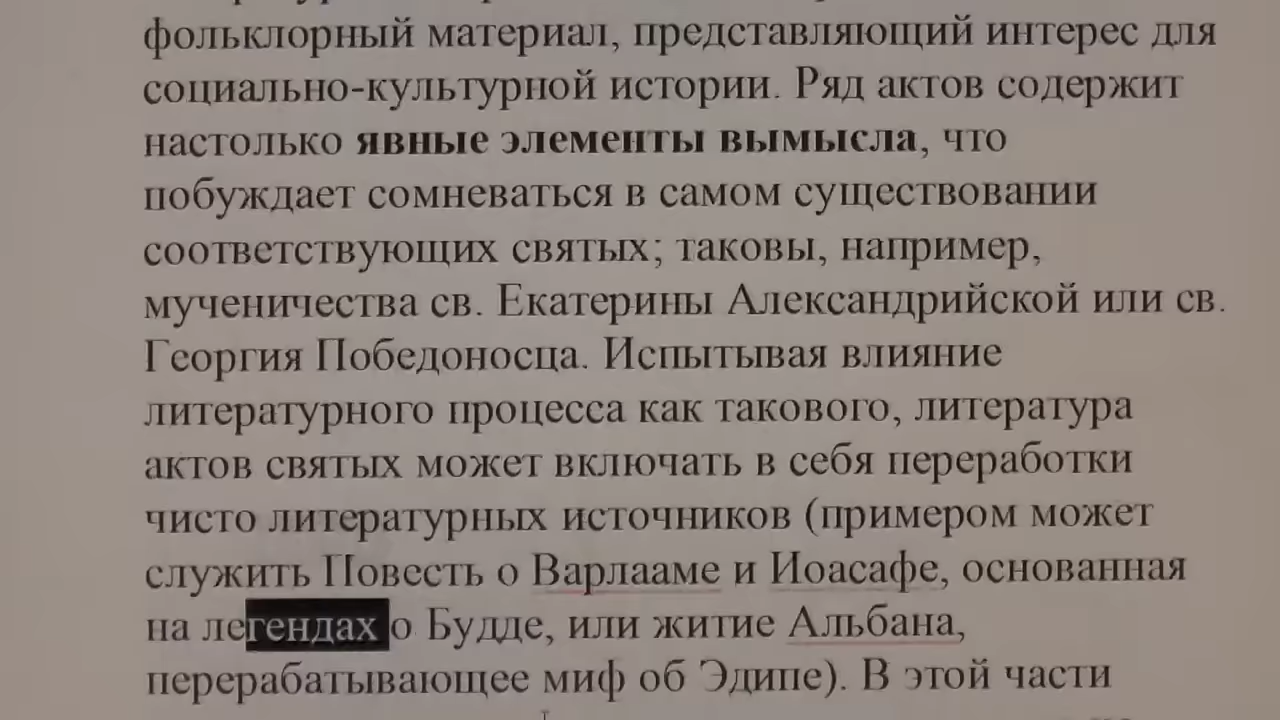 фольклорный материал, представляющий интерес для
социально-культурной истории. Ряд актов содержит
настолько явные элементы вымысла, что
побуждает сомневаться в самом существовании
соответствующих святых; таковы, например,
мученичества св. Екатерины Александрийской или св.
Георгия Победоносца. Испытывая влияние
литературного процесса как такового, литература
актов святых может включать в себя переработки
чисто литературных источников (примером может
служить Повесть о Варлааме и Иоасафе, основанная
на легендах о Будде, или житие Альбана,
перерабатывающее миф об Эдипе). В этой части